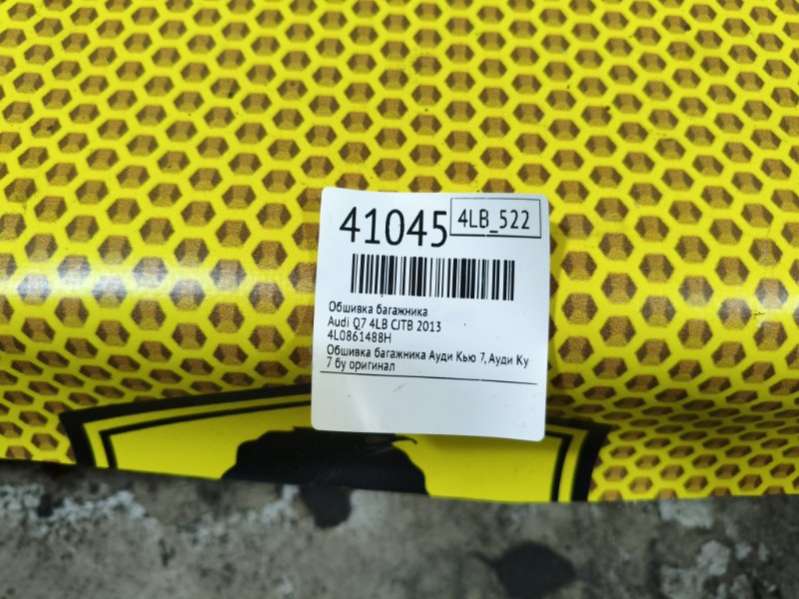 41045 4LB_522
Обшивка багажника
Audi Q7 4LB CJTB 2013
4L0861488H
Обшивка багажника Ауди Кью 7, Ауди Ку
7 бу оригинал